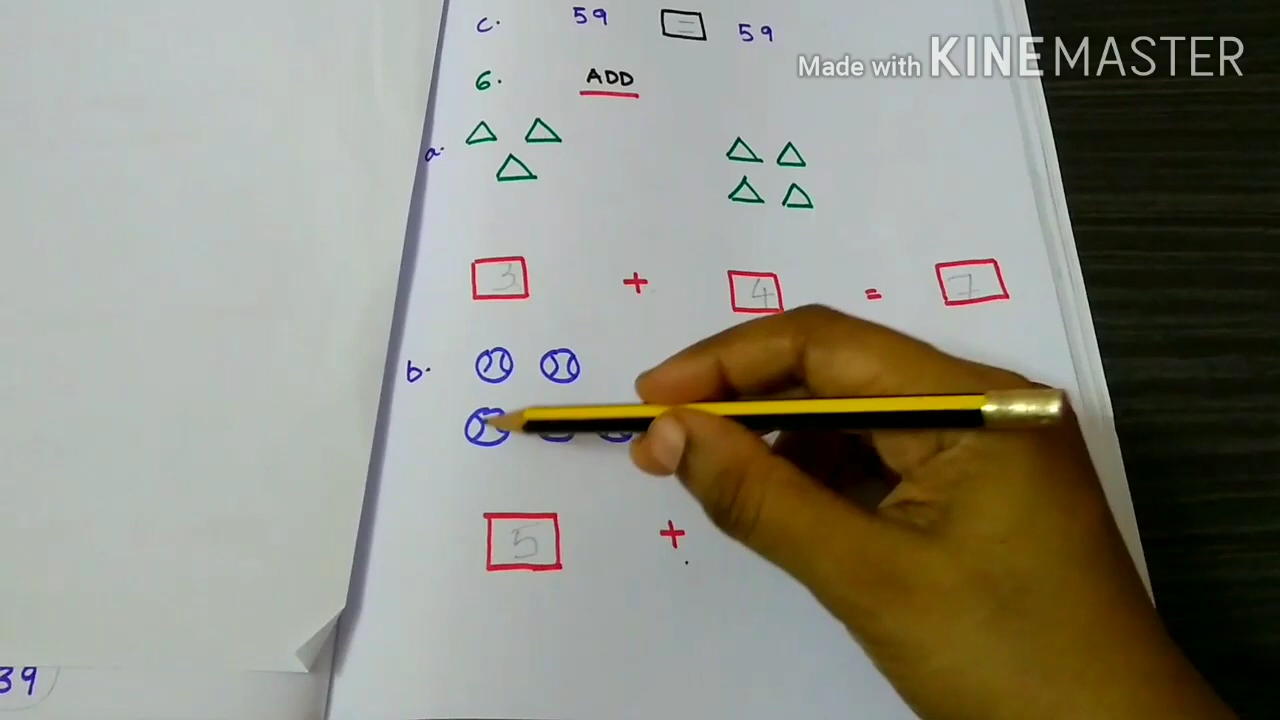 c. 59 = 59
Made with KINEMASTER
6. ADD
a.
3 + 4 = 7
b.
5 +
39